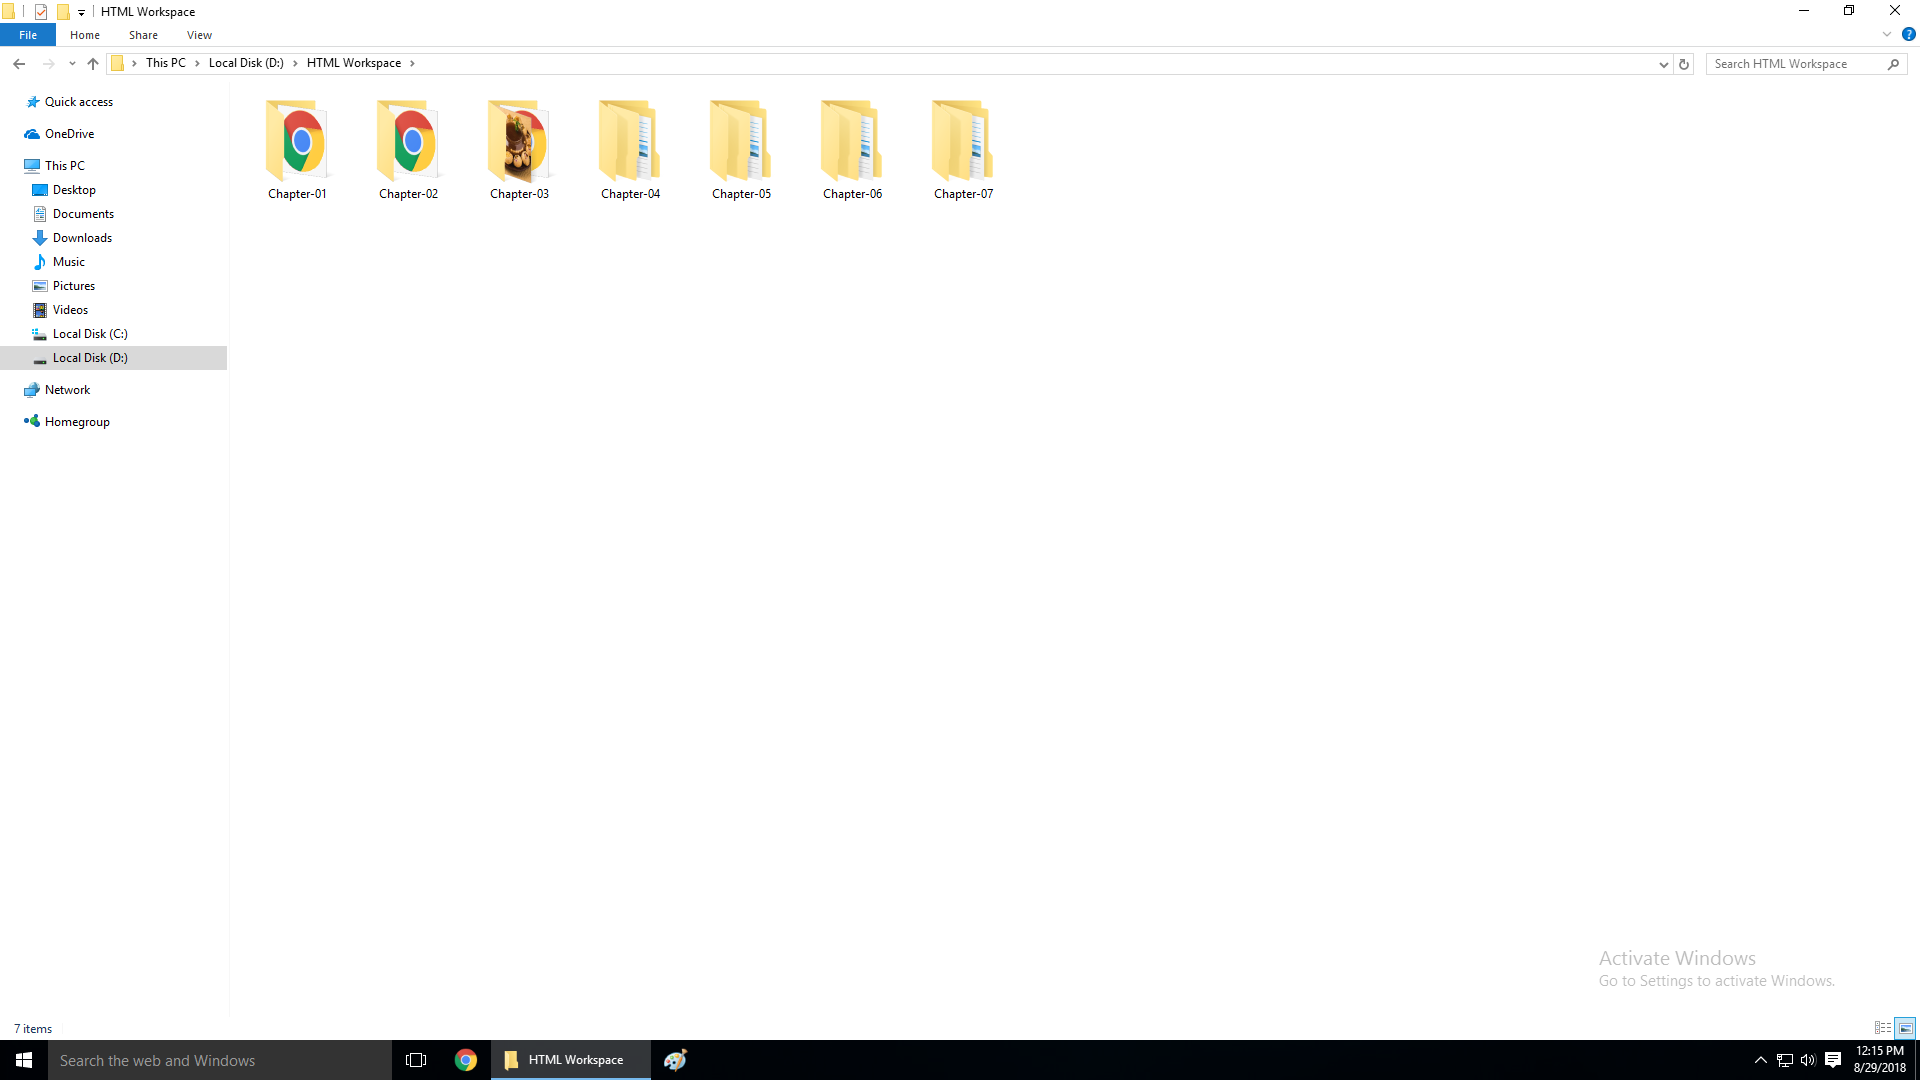 HTML Workspace
File Home Share View
This PC Local Disk (D:) HTML Workspace
Search HTML Workspace
Quick access
OneDrive
This PC
Desktop
Documents
Downloads
Music
Pictures
Videos
Local Disk (C:)
Local Disk (D:)
Network
Homegroup
Chapter-01 Chapter-02 Chapter-03 Chapter-04 Chapter-05 Chapter-06 Chapter-07
Activate Windows
Go to Settings to activate Windows.
7 items
Search the web and Windows
HTML Workspace
12:15 PM
8/29/2018